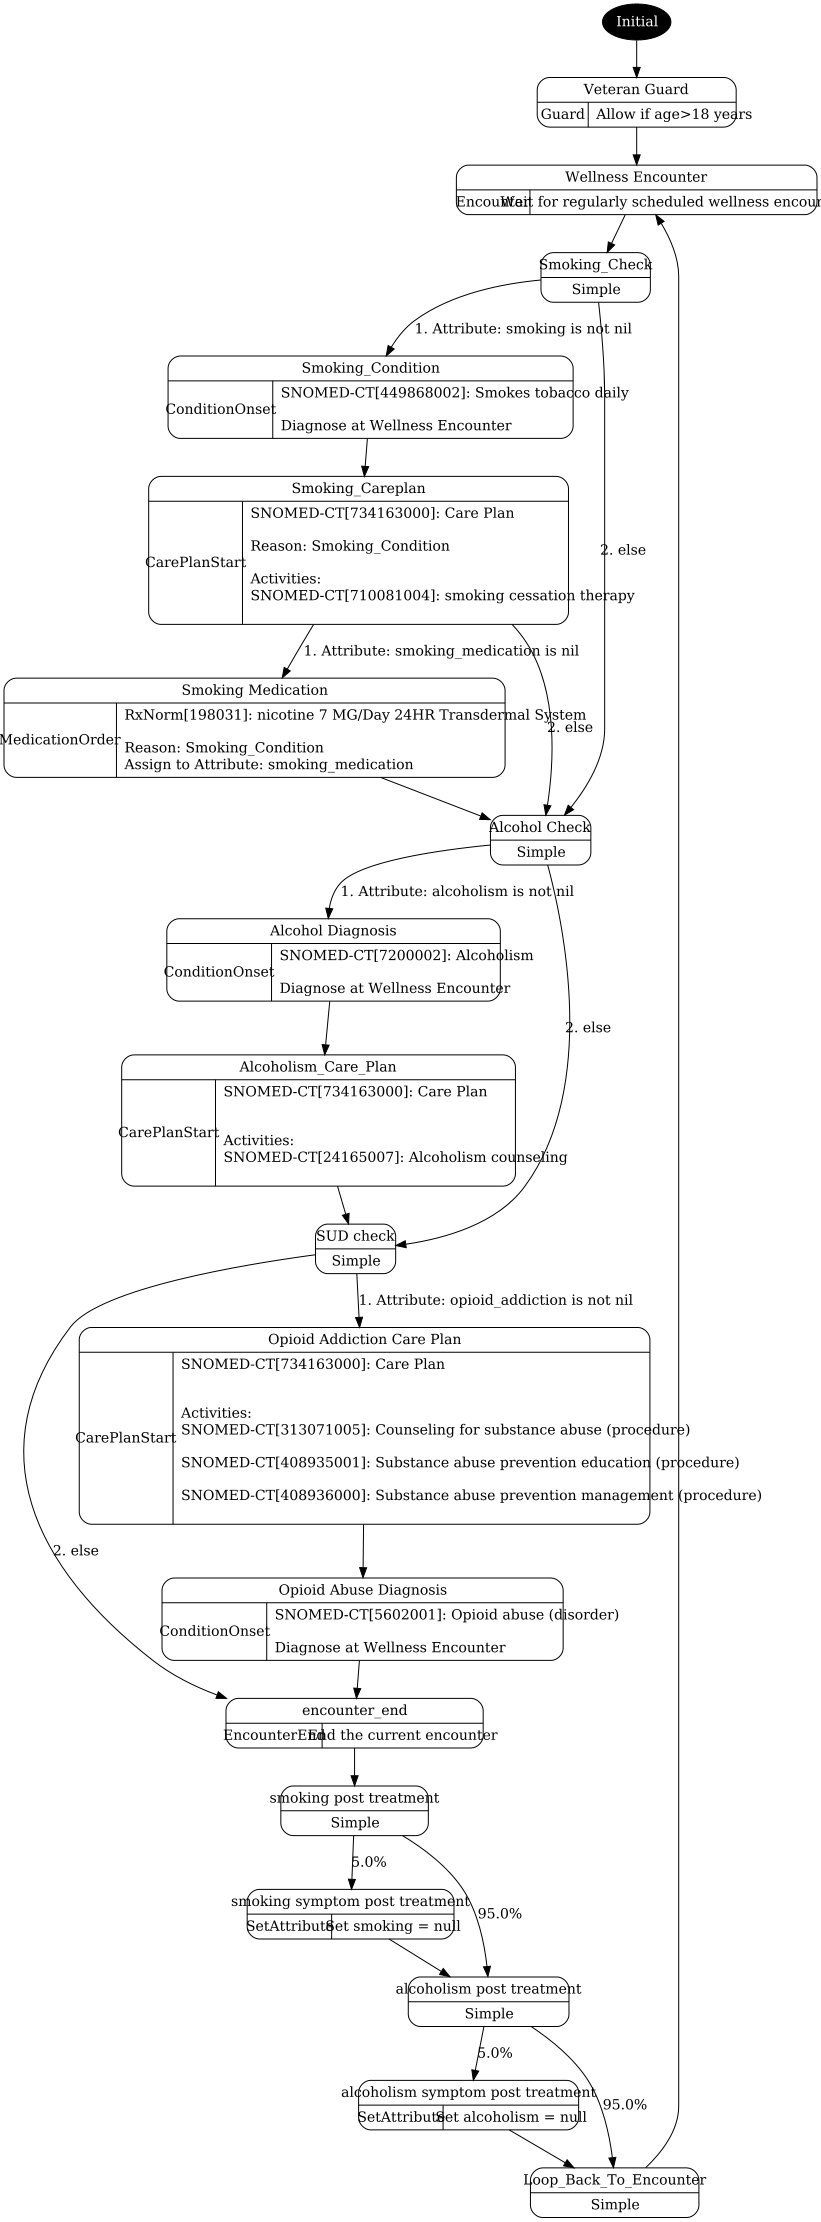 Initial
Veteran Guard
Guard
Allow if age>18 years
Wellness Encounter
Encounter
Wait for regularly scheduled wellness encour
Smoking_Check
Simple
1. Attribute: smoking is not nil
Smoking_Condition
ConditionOnset
SNOMED-CT[449868002]: Smokes tobacco daily
Diagnose at Wellness Encounter
Smoking_Careplan
CarePlanStart
SNOMED-CT[734163000]: Care Plan
Reason: Smoking_Condition
Activities:
SNOMED-CT[710081004]: smoking cessation therapy
2. else
1. Attribute: smoking_medication is nil
Smoking Medication
MedicationOrder
RxNorm[198031]: nicotine 7 MG/Day 24HR Transdermal System
Reason: Smoking_Condition
Assign to Attribute: smoking_medication
2. else
Alcohol Check
Simple
1. Attribute: alcoholism is not nil
Alcohol Diagnosis
ConditionOnset
SNOMED-CT[7200002]: Alcoholism
Diagnose at Wellness Encounter
2. else
Alcoholism_Care_Plan
CarePlanStart
SNOMED-CT[734163000]: Care Plan
Activities:
SNOMED-CT[24165007]: Alcoholism counseling
SUD check
Simple
1. Attribute: opioid_addiction is not nil
Opioid Addiction Care Plan
CarePlanStart
SNOMED-CT[734163000]: Care Plan
Activities:
SNOMED-CT[313071005]: Counseling for substance abuse (procedure)
SNOMED-CT[408935001]: Substance abuse prevention education (procedure)
SNOMED-CT[408936000]: Substance abuse prevention management (procedure)
2. else
Opioid Abuse Diagnosis
ConditionOnset
SNOMED-CT[5602001]: Opioid abuse (disorder)
Diagnose at Wellness Encounter
encounter_end
EncounterEnd
End the current encounter
smoking post treatment
Simple
5.0%
smoking symptom post treatment
SetAttribute
Set smoking = null
95.0%
alcoholism post treatment
Simple
5.0%
alcoholism symptom post treatment
SetAttribute
Set alcoholism = null
95.0%
Loop_Back_To_Encounter
Simple